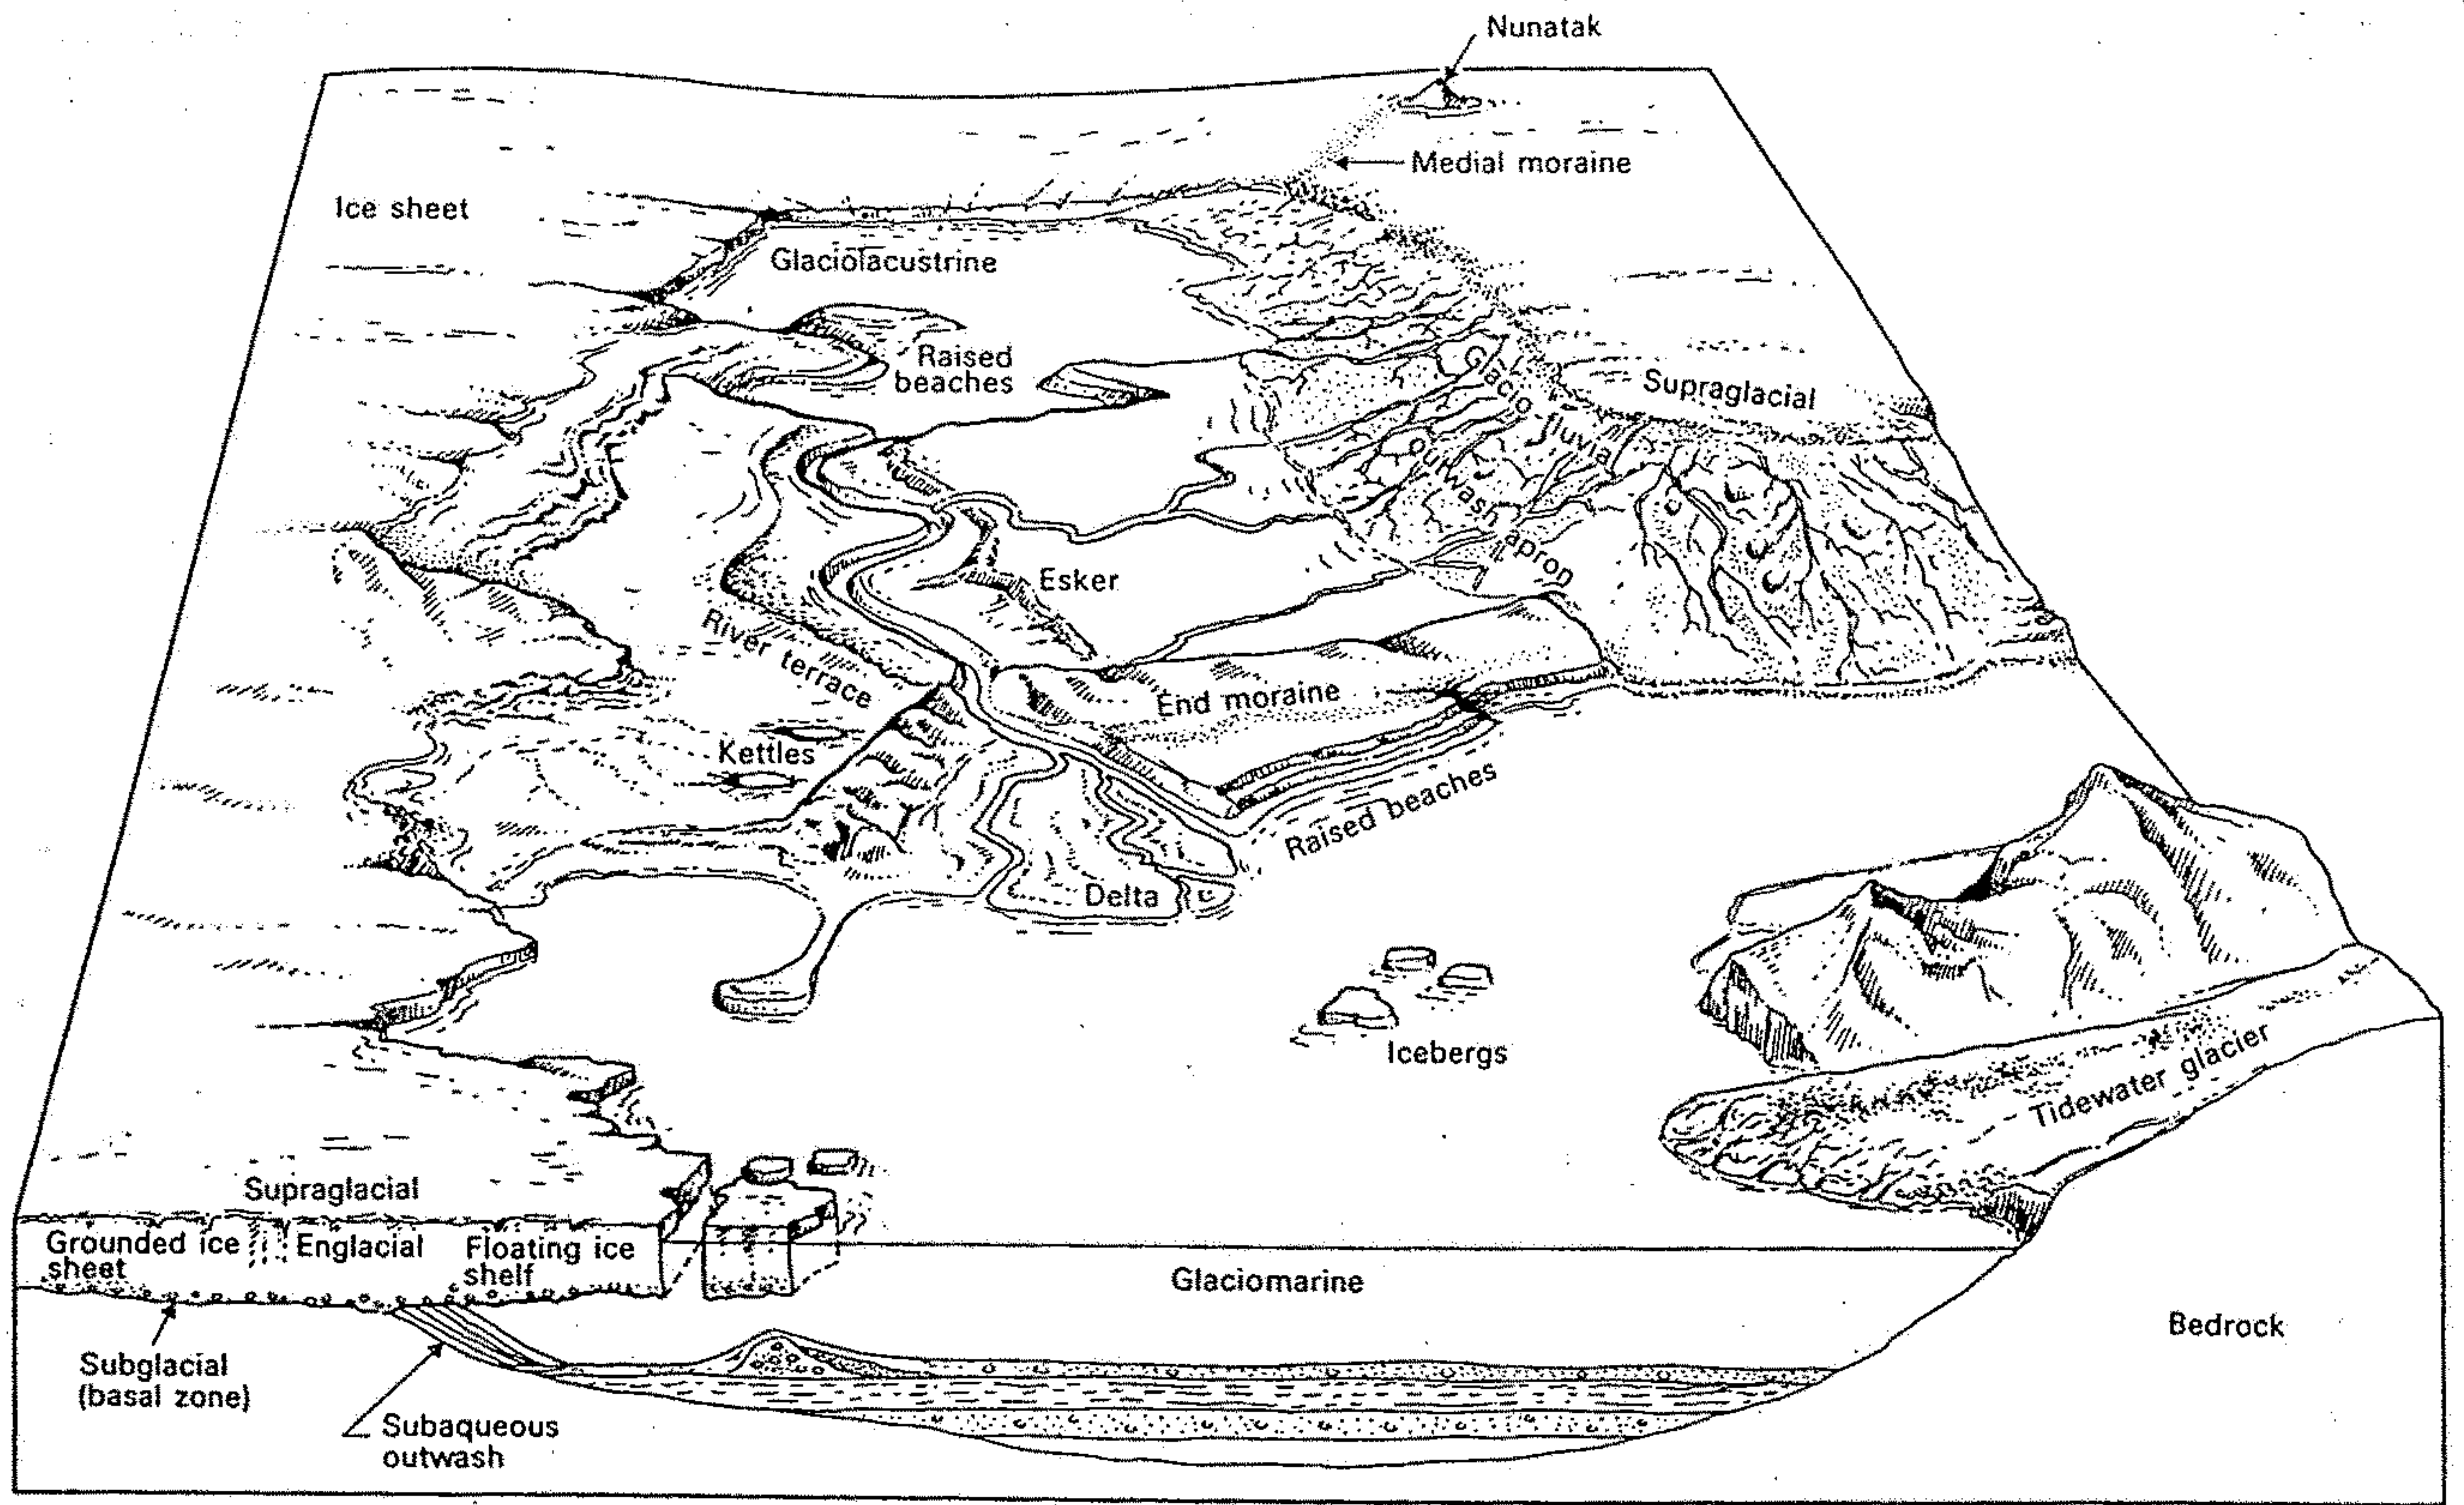 Nunatak
Medial moraine
Ice sheet
Glaciolacustrine
Raised
beaches
Supraglacial
Glacio-fluvial
outwash apron
Esker
River terrace
End moraine
Kettles
Raised beaches
Delta
Icebergs
Tidewater glacier
Supraglacial
Grounded ice
sheet
Englacial
Floating ice
shelf
Glaciomarine
Bedrock
Subglacial
(basal zone)
Subaqueous
outwash